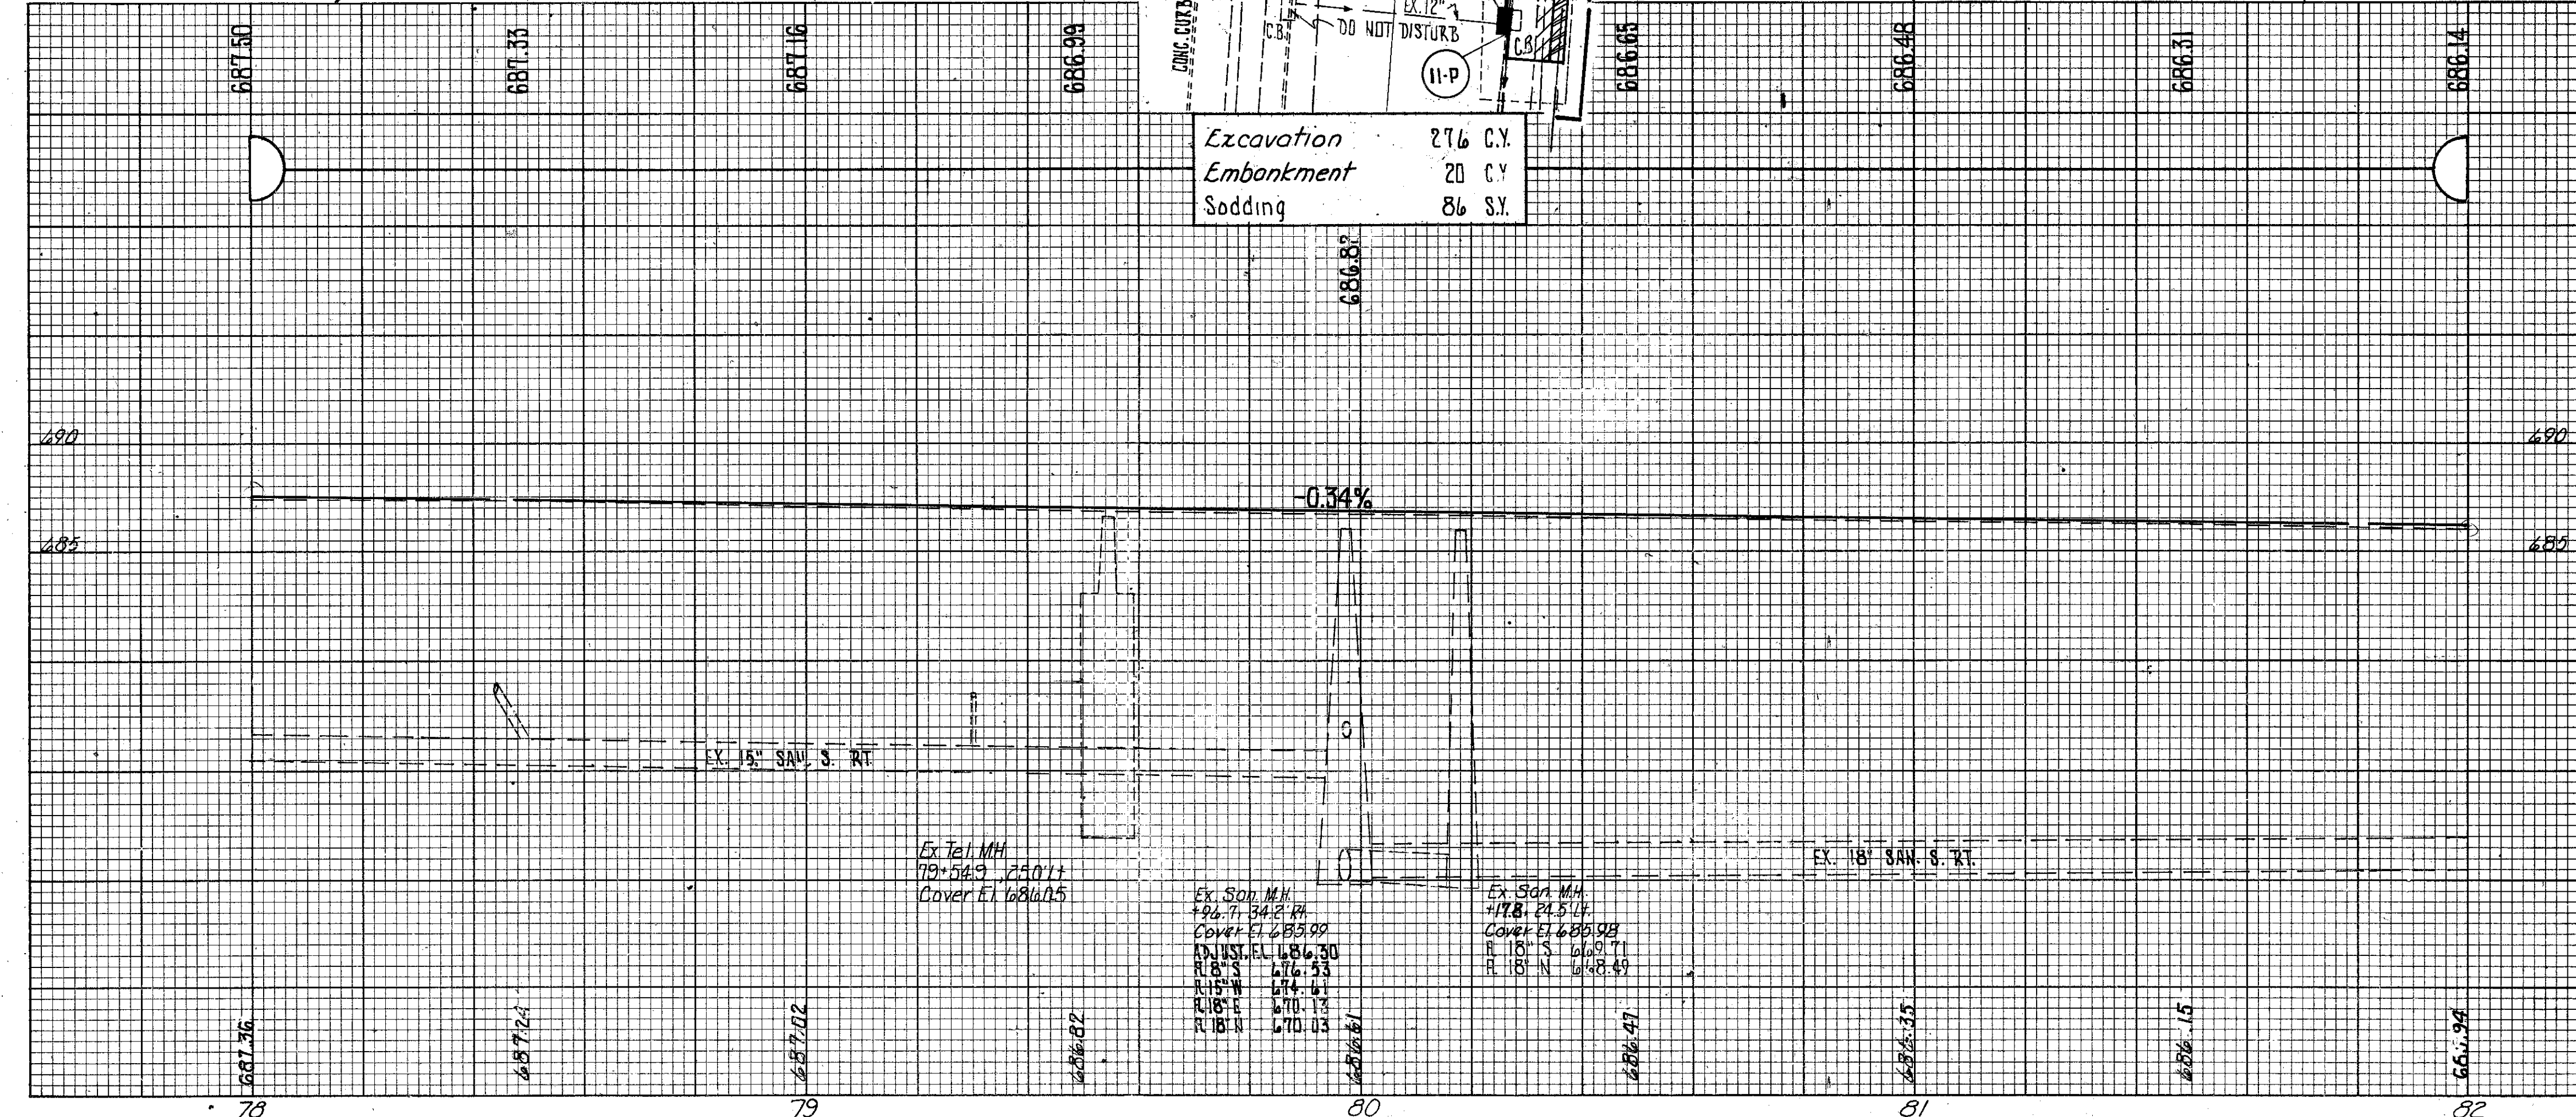 687.50
687.33
687.16
686.99
CONC. CURB
C.B.
EX. 12"
DO NOT DISTURB
C.B.
11-P
686.65
686.48
686.31
686.14
Excavation 276 C.Y.
Embankment 20 C.Y
Sodding 86 S.Y.
686.82
690
690
-0.34%
685
685
EX. 15" SAN. S. RT.
EX. 18" SAN. S. RT.
Ex. Tel. M.H.
79+54.9, 25.0' Lt
Cover El. 686.05
Ex. San. M.H.
+96.7, 34.2' Rt.
Cover El. 685.99
ADJUST. EL. 686.30
FL 8" S 676.53
FL 15" W 674.61
FL 18" E 670.13
FL 18" N 670.03
Ex. San. M.H.
+17.8, 24.5' Lt.
Cover El. 685.98
FL 18" S 669.71
FL 18" N 668.49
687.36
687.24
687.02
686.82
686.61
686.47
686.35
686.15
685.94
78
79
80
81
82